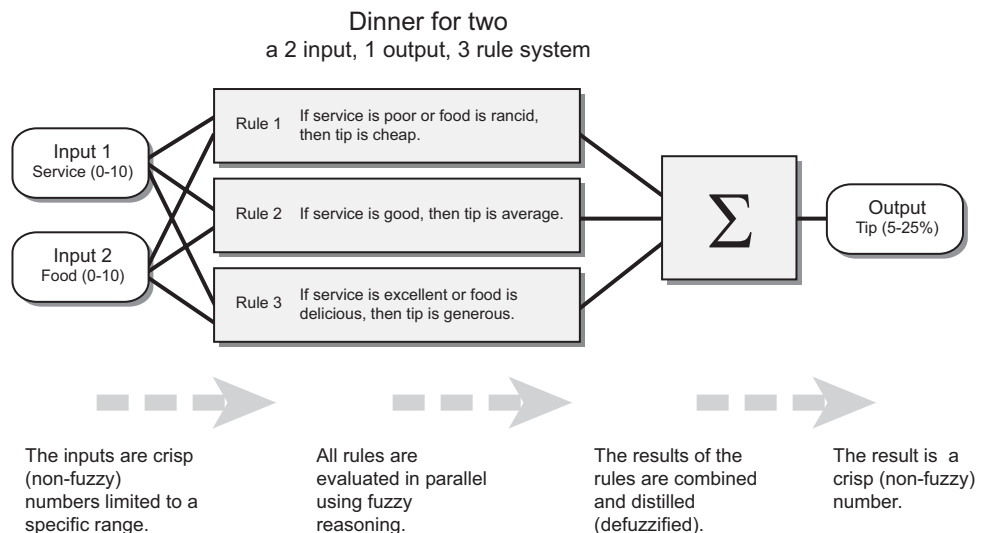 Dinner for two
a 2 input, 1 output, 3 rule system
Input 1
Service (0-10)
Input 2
Food (0-10)
Rule 1 If service is poor or food is rancid,
then tip is cheap.
Rule 2 If service is good, then tip is average.
Rule 3 If service is excellent or food is
delicious, then tip is generous.
Σ
Output
Tip (5-25%)
The inputs are crisp
(non-fuzzy)
numbers limited to a
specific range.
All rules are
evaluated in parallel
using fuzzy
reasoning.
The results of the
rules are combined
and distilled
(defuzzified).
The result is a
crisp (non-fuzzy)
number.